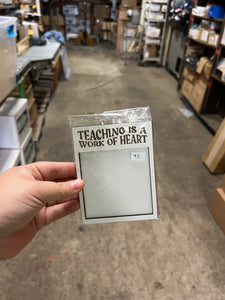 TEACHING IS A
WORK OF HEART